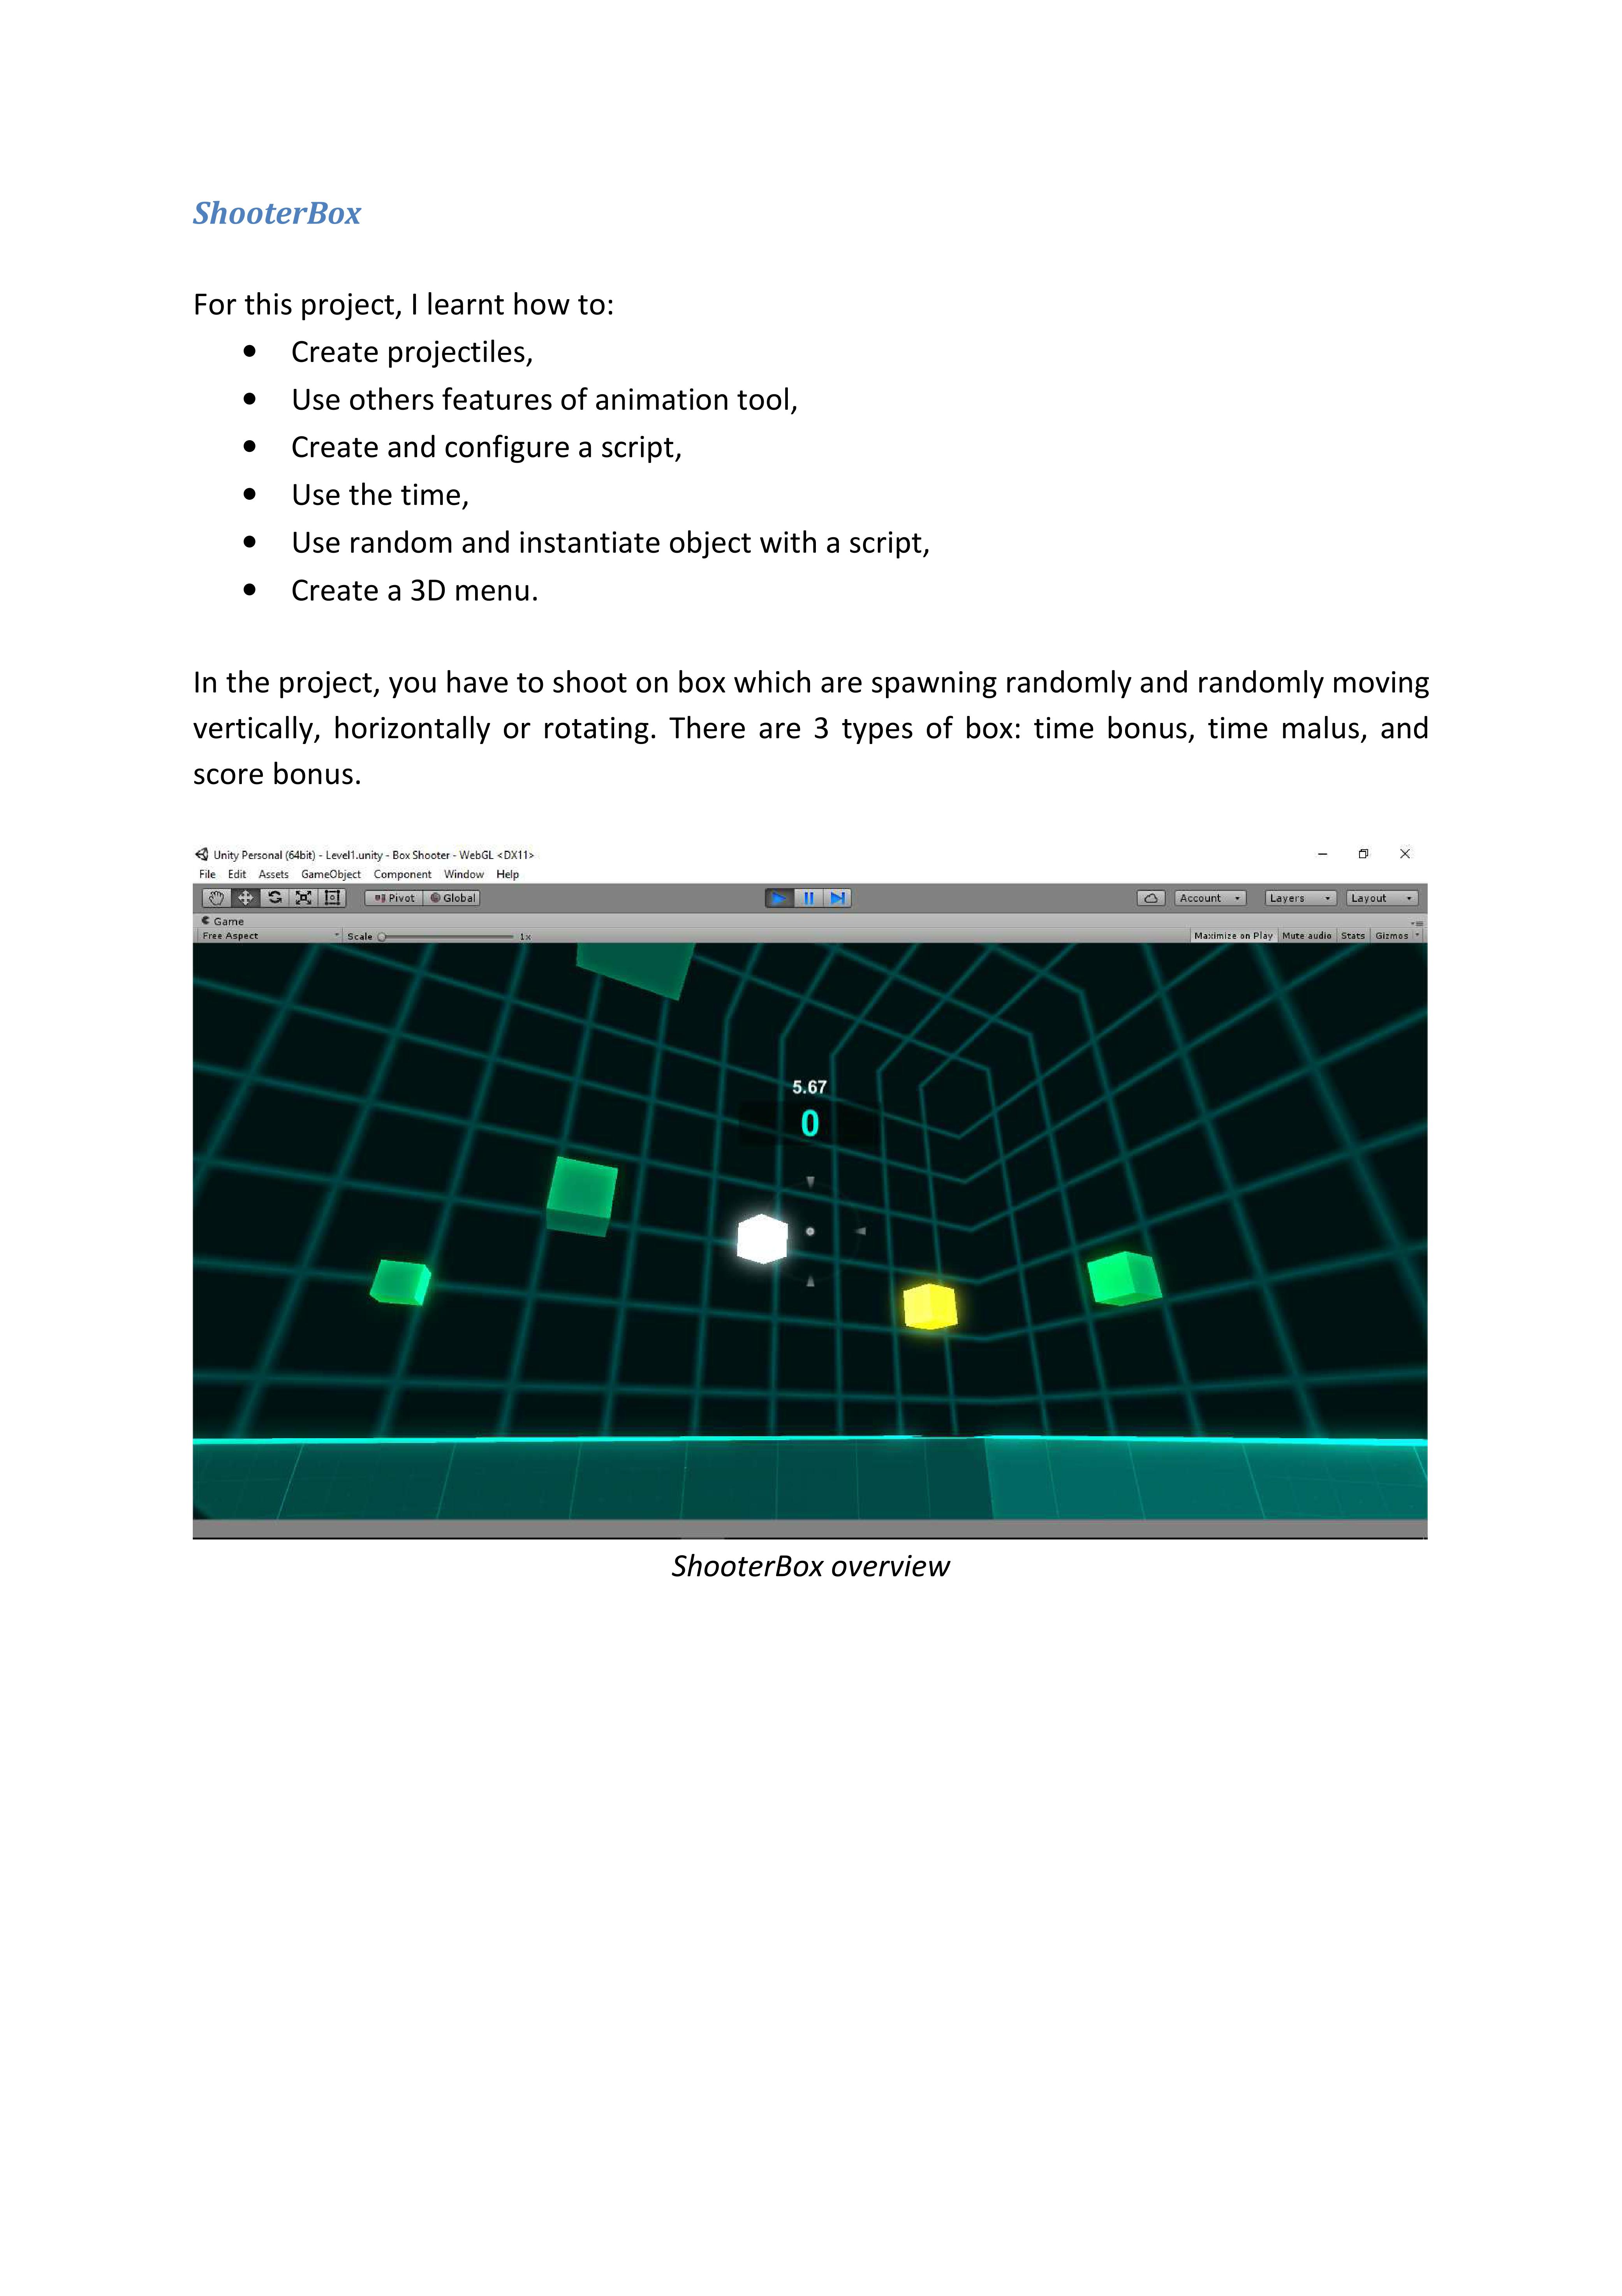 ShooterBox
For this project, I learnt how to:
• Create projectiles,
• Use others features of animation tool,
• Create and configure a script,
• Use the time,
• Use random and instantiate object with a script,
• Create a 3D menu.
In the project, you have to shoot on box which are spawning randomly and randomly moving
vertically, horizontally or rotating. There are 3 types of box: time bonus, time malus, and
score bonus.
Unity Personal (64bit) - Level1.unity - Box Shooter - WebGL <DX11>
File Edit Assets GameObject Component Window Help
Pivot Global Account Layers Layout
Game
Free Aspect Scale 1x Maximize on Play Mute audio Stats Gizmos
5.67
0
ShooterBox overview